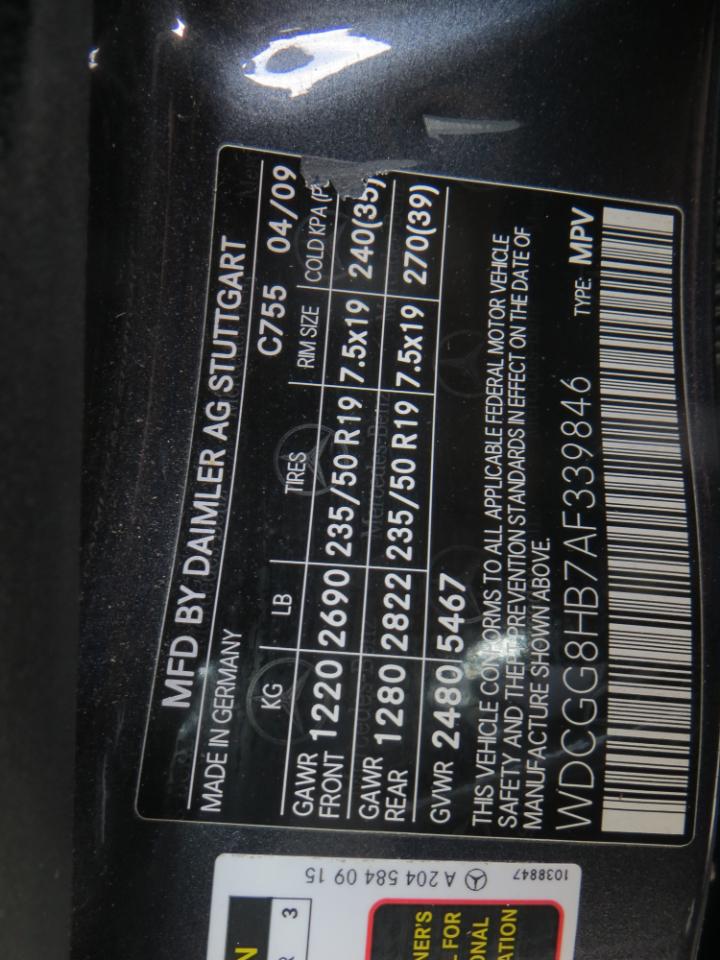 MFD BY DAIMLER AG STUTTGART
MADE IN GERMANY C755 04/09
KG LB TIRES RIM SIZE COLD KPA
GAWR FRONT 1220 2690 235/50 R19 7.5x19 240(35)
GAWR REAR 1280 2822 235/50 R19 7.5x19 270(39)
GVWR 2480 5467
THIS VEHICLE CONFORMS TO ALL APPLICABLE FEDERAL MOTOR VEHICLE
SAFETY AND THEFT PREVENTION STANDARDS IN EFFECT ON THE DATE OF
MANUFACTURE SHOWN ABOVE.
WDCGG8HB7AF339846 TYPE: MPV
1038847
A 204 584 09 15
3